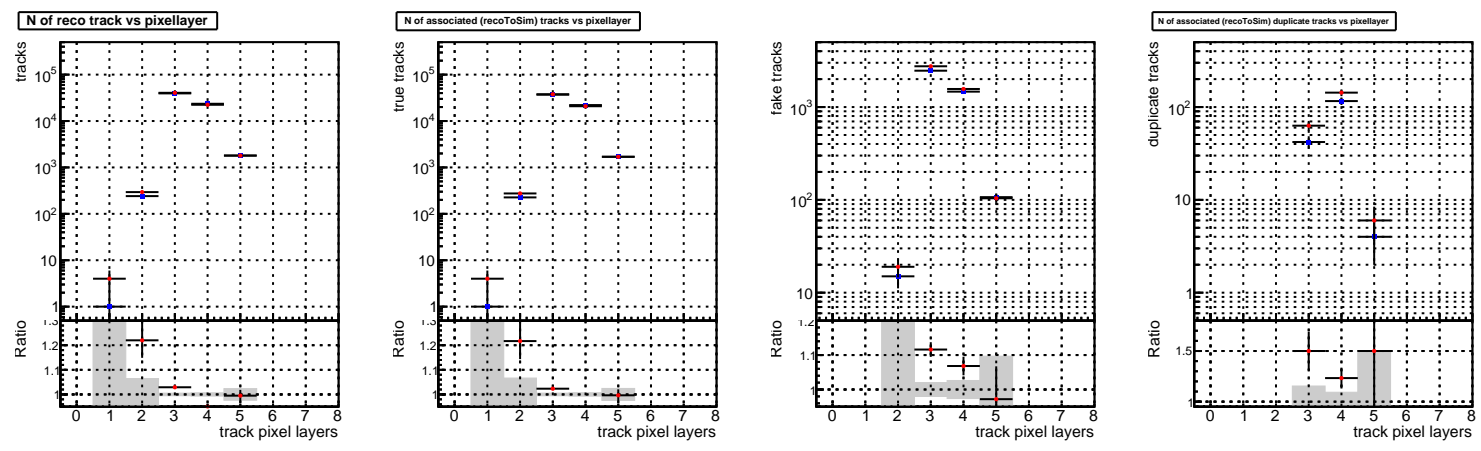 N of reco track vs pixellayer
tracks
10^5
10^4
10^3
10^2
10
1
Ratio
1.3
1.2
1.1
1
0 1 2 3 4 5 6 7 8
track pixel layers
N of associated (recoToSim) tracks vs pixellayer
true tracks
10^5
10^4
10^3
10^2
10
1
Ratio
1.3
1.2
1.1
1
0 1 2 3 4 5 6 7 8
track pixel layers
fake tracks
10^3
10^2
10
Ratio
1.2
1.1
1
0 1 2 3 4 5 6 7 8
track pixel layers
N of associated (recoToSim) duplicate tracks vs pixellayer
duplicate tracks
10^2
10
1
Ratio
1.5
1
0 1 2 3 4 5 6 7 8
track pixel layers